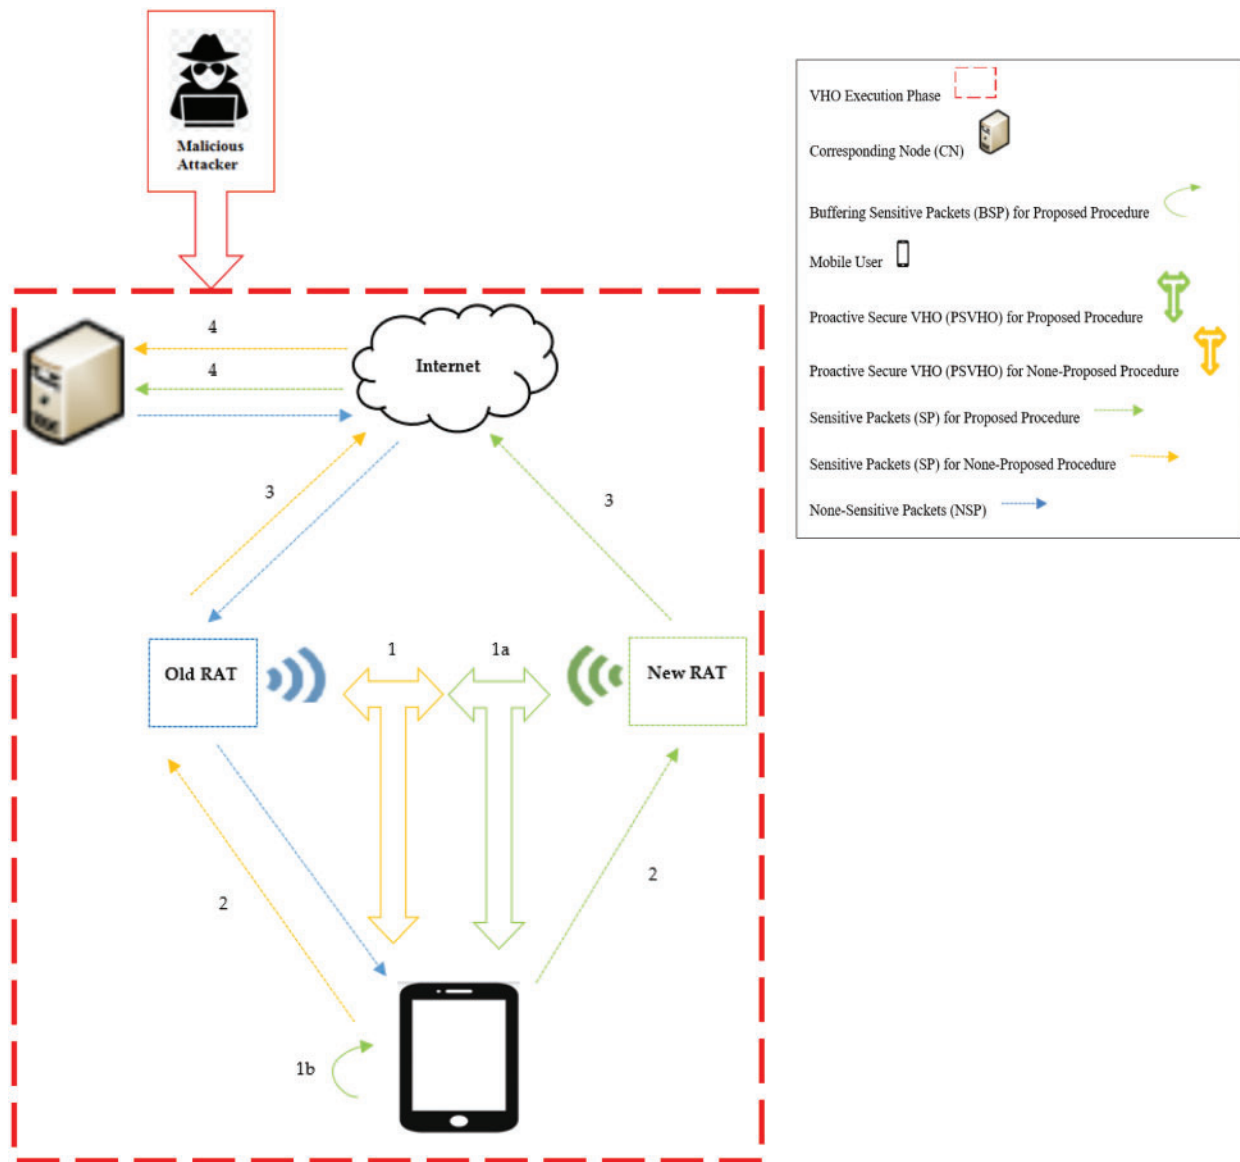 Malicious
Attacker
VHO Execution Phase
Corresponding Node (CN)
Buffering Sensitive Packets (BSP) for Proposed Procedure
Mobile User
Proactive Secure VHO (PSVHO) for Proposed Procedure
Proactive Secure VHO (PSVHO) for None-Proposed Procedure
Sensitive Packets (SP) for Proposed Procedure
Sensitive Packets (SP) for None-Proposed Procedure
None-Sensitive Packets (NSP)
4
4
Internet
3
3
Old RAT
1
1a
New RAT
2
2
1b